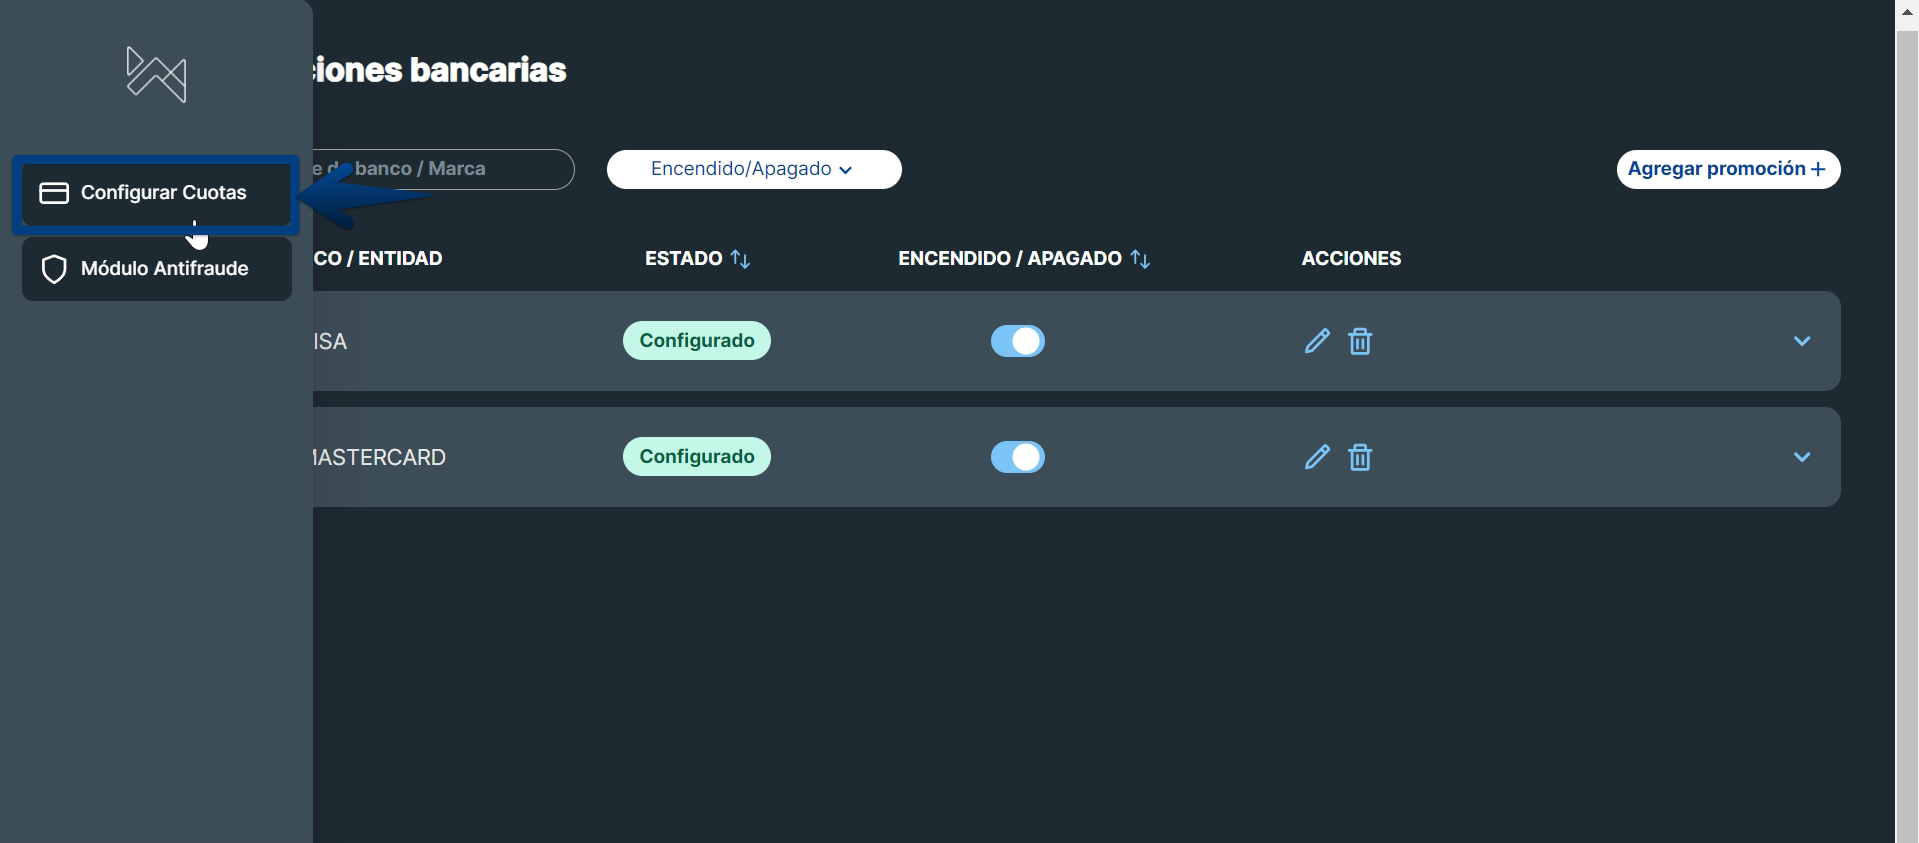 ciones bancarias
Configurar Cuotas
banco / Marca
Encendido/Apagado
Agregar promoción
Módulo Antifraude
CO / ENTIDAD
ESTADO
ENCENDIDO / APAGADO
ACCIONES
ISA
Configurado
MASTERCARD
Configurado